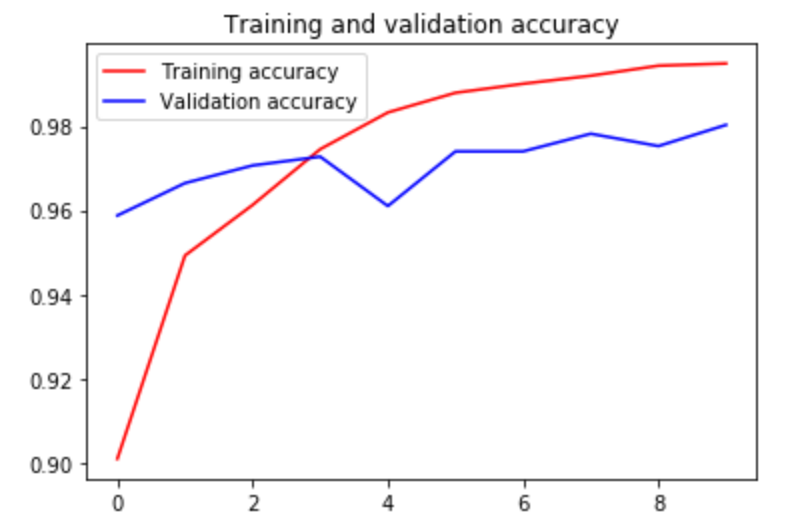 Training and validation accuracy
Training accuracy
Validation accuracy
0.98
0.96
0.94
0.92
0.90
0 2 4 6 8